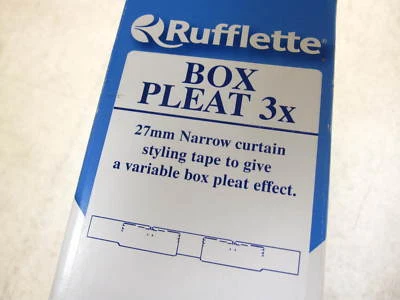 Rufflette®
BOX
PLEAT 3x
27mm Narrow curtain
styling tape to give
a variable box pleat effect.